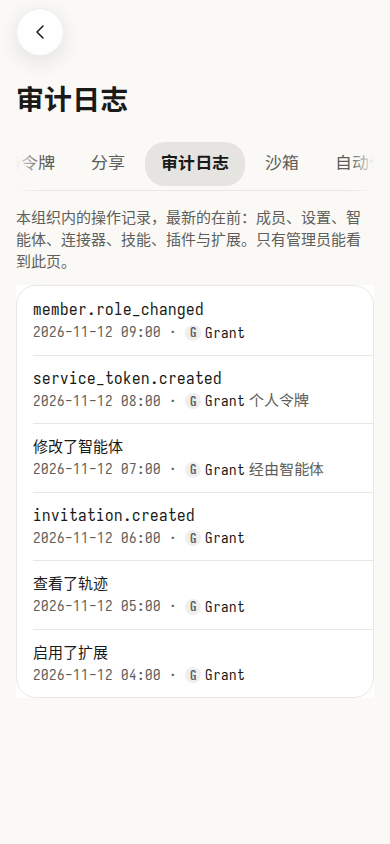 审计日志
令牌 分享 审计日志 沙箱 自动
本组织内的操作记录，最新的在前：成员、设置、智
能体、连接器、技能、插件与扩展。只有管理员能看
到此页。
member.role_changed
2026-11-12 09:00 · G Grant
service_token.created
2026-11-12 08:00 · G Grant 个人令牌
修改了智能体
2026-11-12 07:00 · G Grant 经由智能体
invitation.created
2026-11-12 06:00 · G Grant
查看了轨迹
2026-11-12 05:00 · G Grant
启用了扩展
2026-11-12 04:00 · G Grant